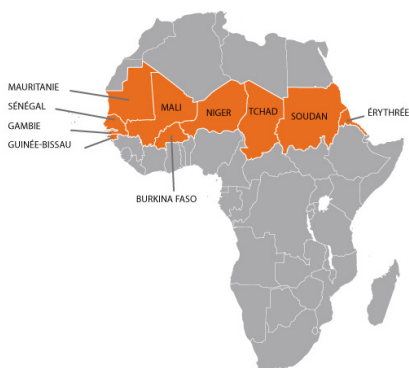 MAURITANIE
SÉNÉGAL
GAMBIE
GUINÉE-BISSAU
MALI
NIGER
TCHAD
SOUDAN
ÉRYTHRÉE
BURKINA FASO